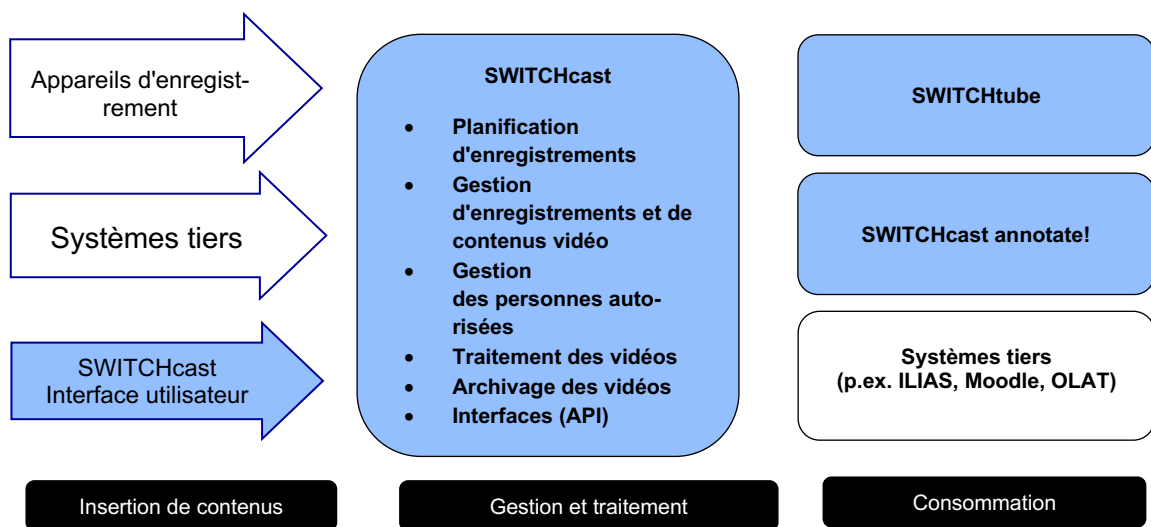 Appareils d'enregist-
rement
Systèmes tiers
SWITCHcast
Interface utilisateur
SWITCHcast
• Planification
d'enregistrements
• Gestion
d'enregistrements et de
contenus vidéo
• Gestion
des personnes auto-
risées
• Traitement des vidéos
• Archivage des vidéos
• Interfaces (API)
SWITCHtube
SWITCHcast annotate!
Systèmes tiers
(p.ex. ILIAS, Moodle, OLAT)
Insertion de contenus
Gestion et traitement
Consommation